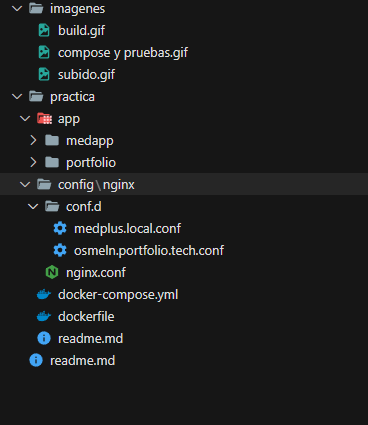 imagenes
build.gif
compose y pruebas.gif
subido.gif
practica
app
medapp
portfolio
config\nginx
conf.d
medplus.local.conf
osmeln.portfolio.tech.conf
nginx.conf
docker-compose.yml
dockerfile
readme.md
readme.md